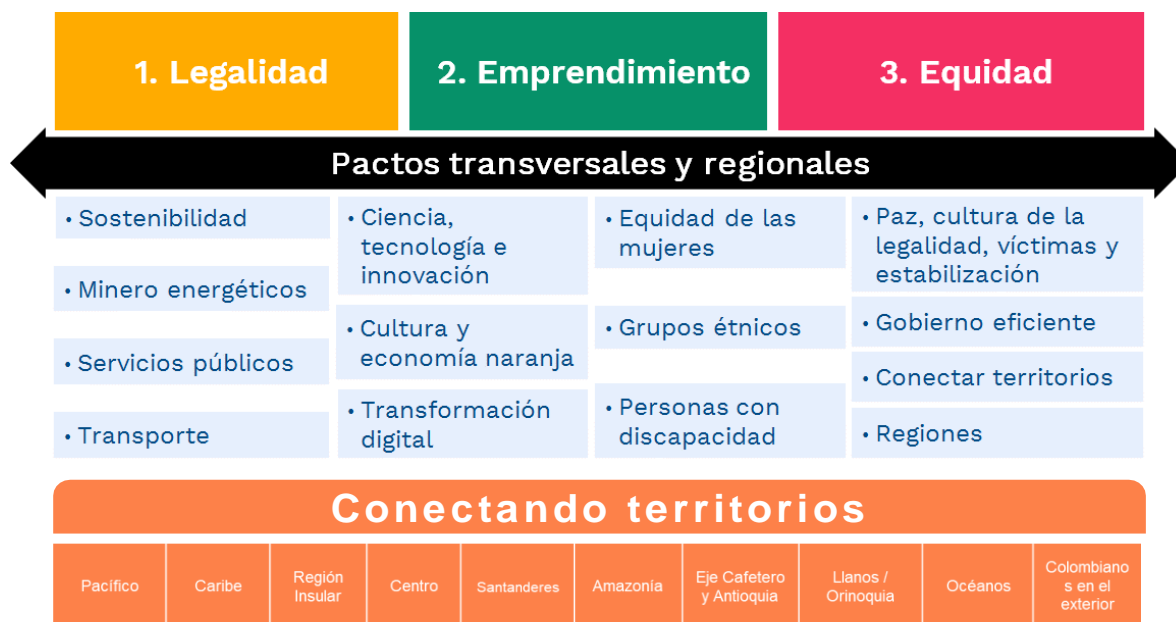 1. Legalidad
2. Emprendimiento
3. Equidad
Pactos transversales y regionales
• Sostenibilidad
• Minero energéticos
• Servicios públicos
• Transporte
• Ciencia,
tecnología e
innovación
• Cultura y
economía naranja
• Transformación
digital
• Equidad de las
mujeres
• Grupos étnicos
• Personas con
discapacidad
• Paz, cultura de la
legalidad, víctimas y
estabilización
• Gobierno eficiente
• Conectar territorios
• Regiones
Conectando territorios
Pacífico
Caribe
Región
Insular
Centro
Santanderes
Amazonía
Eje Cafetero
y Antioquia
Llanos /
Orinoquia
Océanos
Colombiano
s en el
exterior